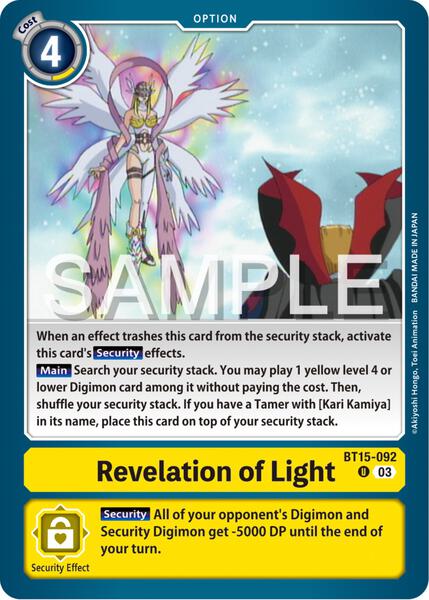 Cost
4
OPTION
SAMPLE
When an effect trashes this card from the security stack, activate
this card's Security effects.
Main Search your security stack. You may play 1 yellow level 4 or
lower Digimon card among it without paying the cost. Then,
shuffle your security stack. If you have a Tamer with [Kari Kamiya]
in its name, place this card on top of your security stack.
©Akiyoshi Hongo, Toei Animation BANDAI MADE IN JAPAN
BT15-092
Revelation of Light U 03
Security All of your opponent's Digimon and
Security Digimon get -5000 DP until the end
of your turn.
Security Effect